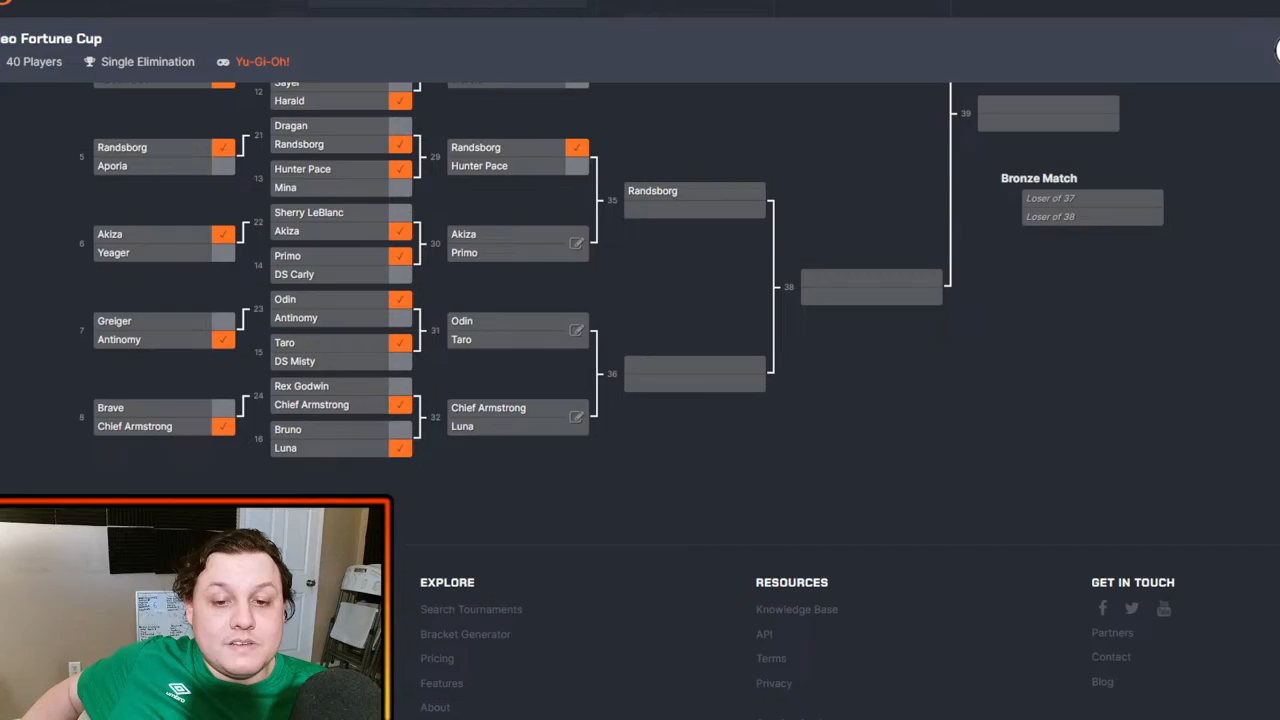 eo Fortune Cup
40 Players Single Elimination Yu-Gi-Oh!
12
Harald
39
21
Dragan
Randsborg
5
Randsborg
Aporia
13
Hunter Pace
Mina
29
Randsborg
Hunter Pace
35
Randsborg
Bronze Match
Loser of 37
Loser of 38
22
Sherry LeBlanc
Akiza
6
Akiza
Yeager
14
Primo
DS Carly
30
Akiza
Primo
38
23
Odin
Antinomy
7
Greiger
Antinomy
15
Taro
DS Misty
31
Odin
Taro
36
24
Rex Godwin
Chief Armstrong
8
Brave
Chief Armstrong
16
Bruno
Luna
32
Chief Armstrong
Luna
EXPLORE
Search Tournaments
Bracket Generator
Pricing
Features
About
RESOURCES
Knowledge Base
API
Terms
Privacy
GET IN TOUCH
Partners
Contact
Blog
umbro